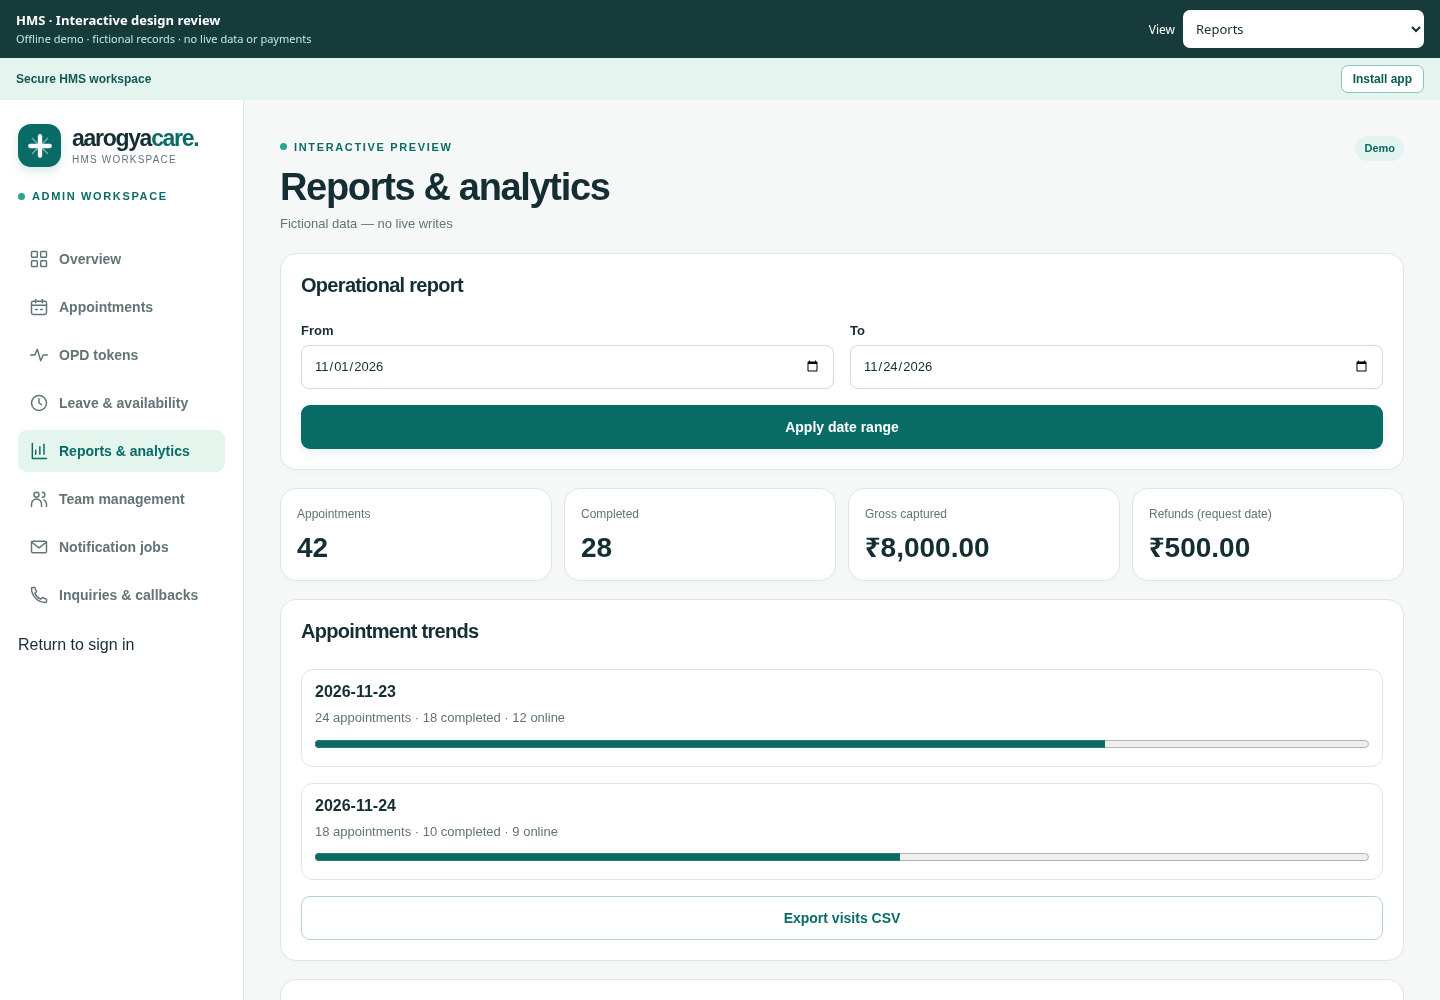 HMS · Interactive design review
Offline demo · fictional records · no live data or payments
View
Reports
Secure HMS workspace
Install app
aarogyacare.
HMS WORKSPACE
ADMIN WORKSPACE
Overview
Appointments
OPD tokens
Leave & availability
Reports & analytics
Team management
Notification jobs
Inquiries & callbacks
Return to sign in
INTERACTIVE PREVIEW
Demo
Reports & analytics
Fictional data — no live writes
Operational report
From
To
11/01/2026
11/24/2026
Apply date range
Appointments
42
Completed
28
Gross captured
₹8,000.00
Refunds (request date)
₹500.00
Appointment trends
2026-11-23
24 appointments · 18 completed · 12 online
2026-11-24
18 appointments · 10 completed · 9 online
Export visits CSV